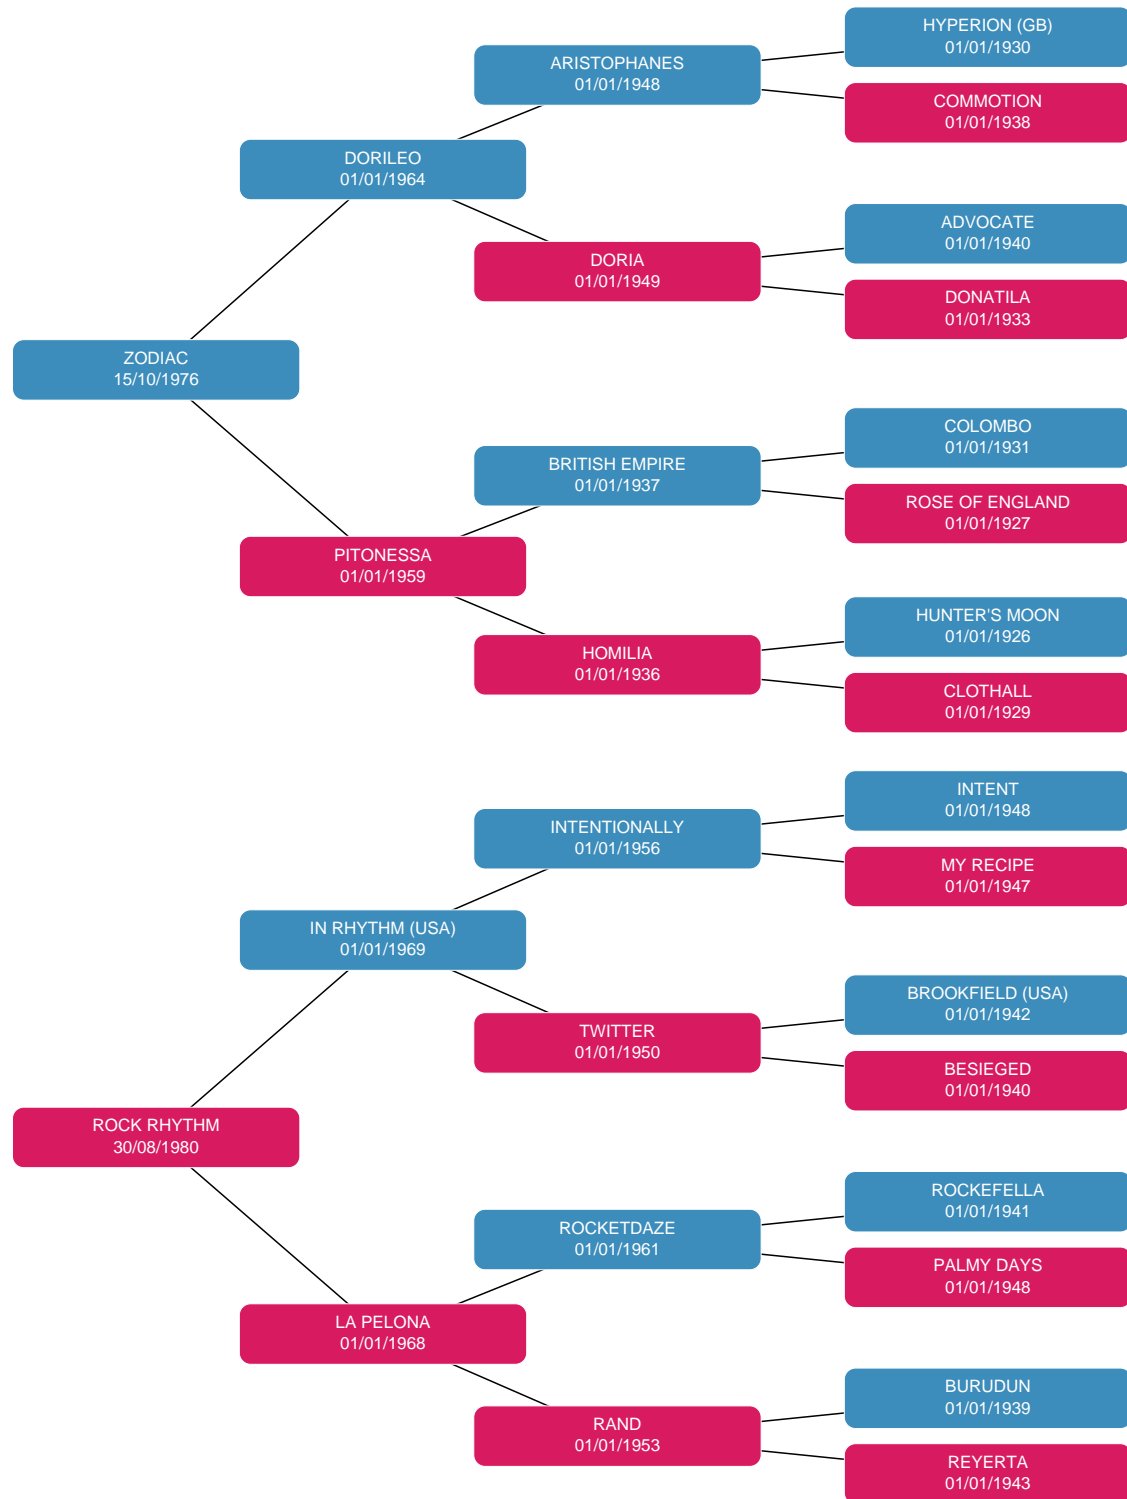 HYPERION (GB)
01/01/1930
ARISTOPHANES
01/01/1948
COMMOTION
01/01/1938
DORILEO
01/01/1964
ADVOCATE
01/01/1940
DORIA
01/01/1949
DONATILA
01/01/1933
ZODIAC
15/10/1976
COLOMBO
01/01/1931
BRITISH EMPIRE
01/01/1937
ROSE OF ENGLAND
01/01/1927
PITONESSA
01/01/1959
HUNTER'S MOON
01/01/1926
HOMILIA
01/01/1936
CLOTHALL
01/01/1929
INTENT
01/01/1948
INTENTIONALLY
01/01/1956
MY RECIPE
01/01/1947
IN RHYTHM (USA)
01/01/1969
BROOKFIELD (USA)
01/01/1942
TWITTER
01/01/1950
BESIEGED
01/01/1940
ROCK RHYTHM
30/08/1980
ROCKEFELLA
01/01/1941
ROCKETDAZE
01/01/1961
PALMY DAYS
01/01/1948
LA PELONA
01/01/1968
BURUDUN
01/01/1939
RAND
01/01/1953
REYERTA
01/01/1943